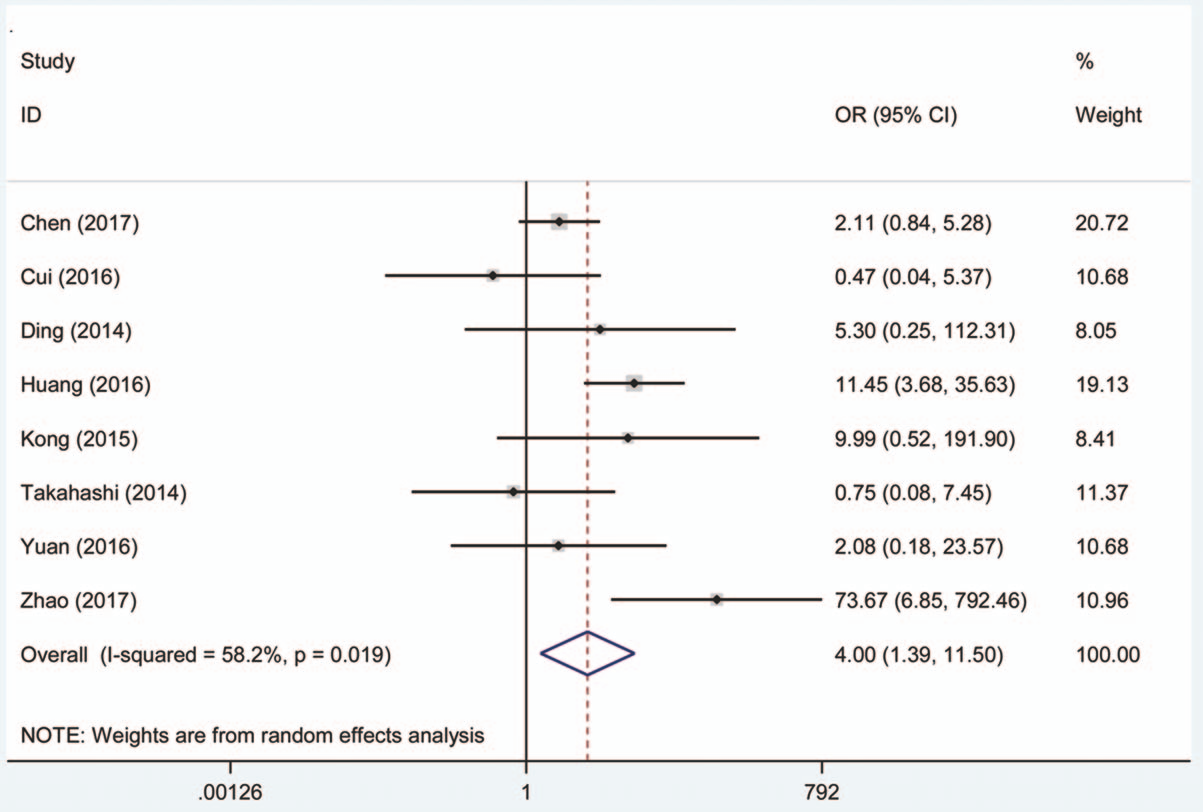 Study %
ID OR (95% CI) Weight
Chen (2017) 2.11 (0.84, 5.28) 20.72
Cui (2016) 0.47 (0.04, 5.37) 10.68
Ding (2014) 5.30 (0.25, 112.31) 8.05
Huang (2016) 11.45 (3.68, 35.63) 19.13
Kong (2015) 9.99 (0.52, 191.90) 8.41
Takahashi (2014) 0.75 (0.08, 7.45) 11.37
Yuan (2016) 2.08 (0.18, 23.57) 10.68
Zhao (2017) 73.67 (6.85, 792.46) 10.96
Overall (I-squared = 58.2%, p = 0.019) 4.00 (1.39, 11.50) 100.00
NOTE: Weights are from random effects analysis
.00126 1 792